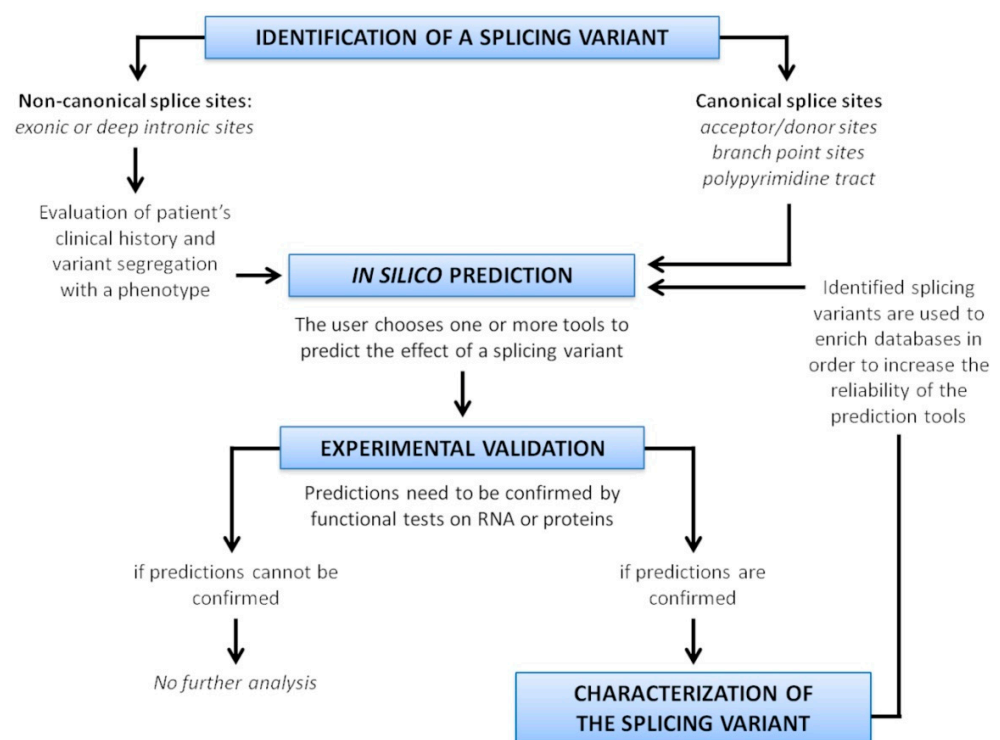 IDENTIFICATION OF A SPLICING VARIANT
Non-canonical splice sites:
exonic or deep intronic sites
Canonical splice sites
acceptor/donor sites
branch point sites
polypyrimidine tract
Evaluation of patient's
clinical history and
variant segregation
with a phenotype
IN SILICO PREDICTION
The user chooses one or more tools to
predict the effect of a splicing variant
Identified splicing
variants are used to
enrich databases in
order to increase the
reliability of the
prediction tools
EXPERIMENTAL VALIDATION
Predictions need to be confirmed by
functional tests on RNA or proteins
if predictions cannot be
confirmed
if predictions are
confirmed
No further analysis
CHARACTERIZATION OF
THE SPLICING VARIANT